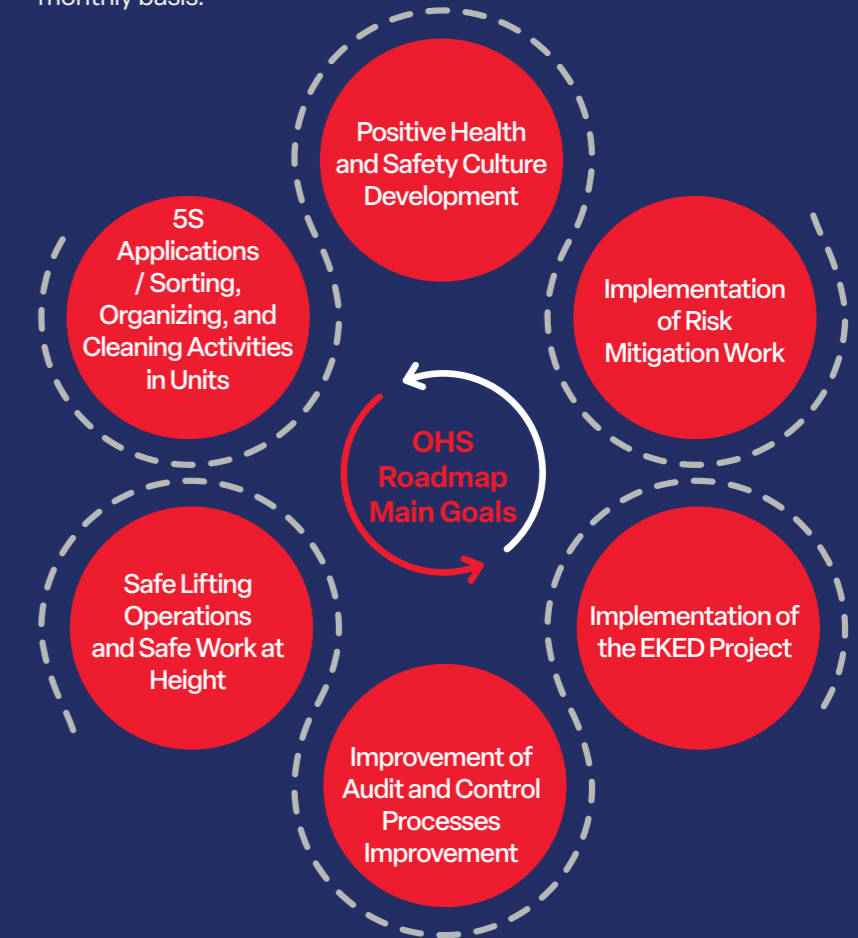 monthly basis.
Positive Health
and Safety Culture
Development
5S
Applications
/ Sorting,
Organizing, and
Cleaning Activities
in Units
Implementation
of Risk
Mitigation Work
OHS
Roadmap
Main Goals
Safe Lifting
Operations
and Safe Work at
Height
Implementation of
the EKED Project
Improvement of
Audit and Control
Processes
Improvement